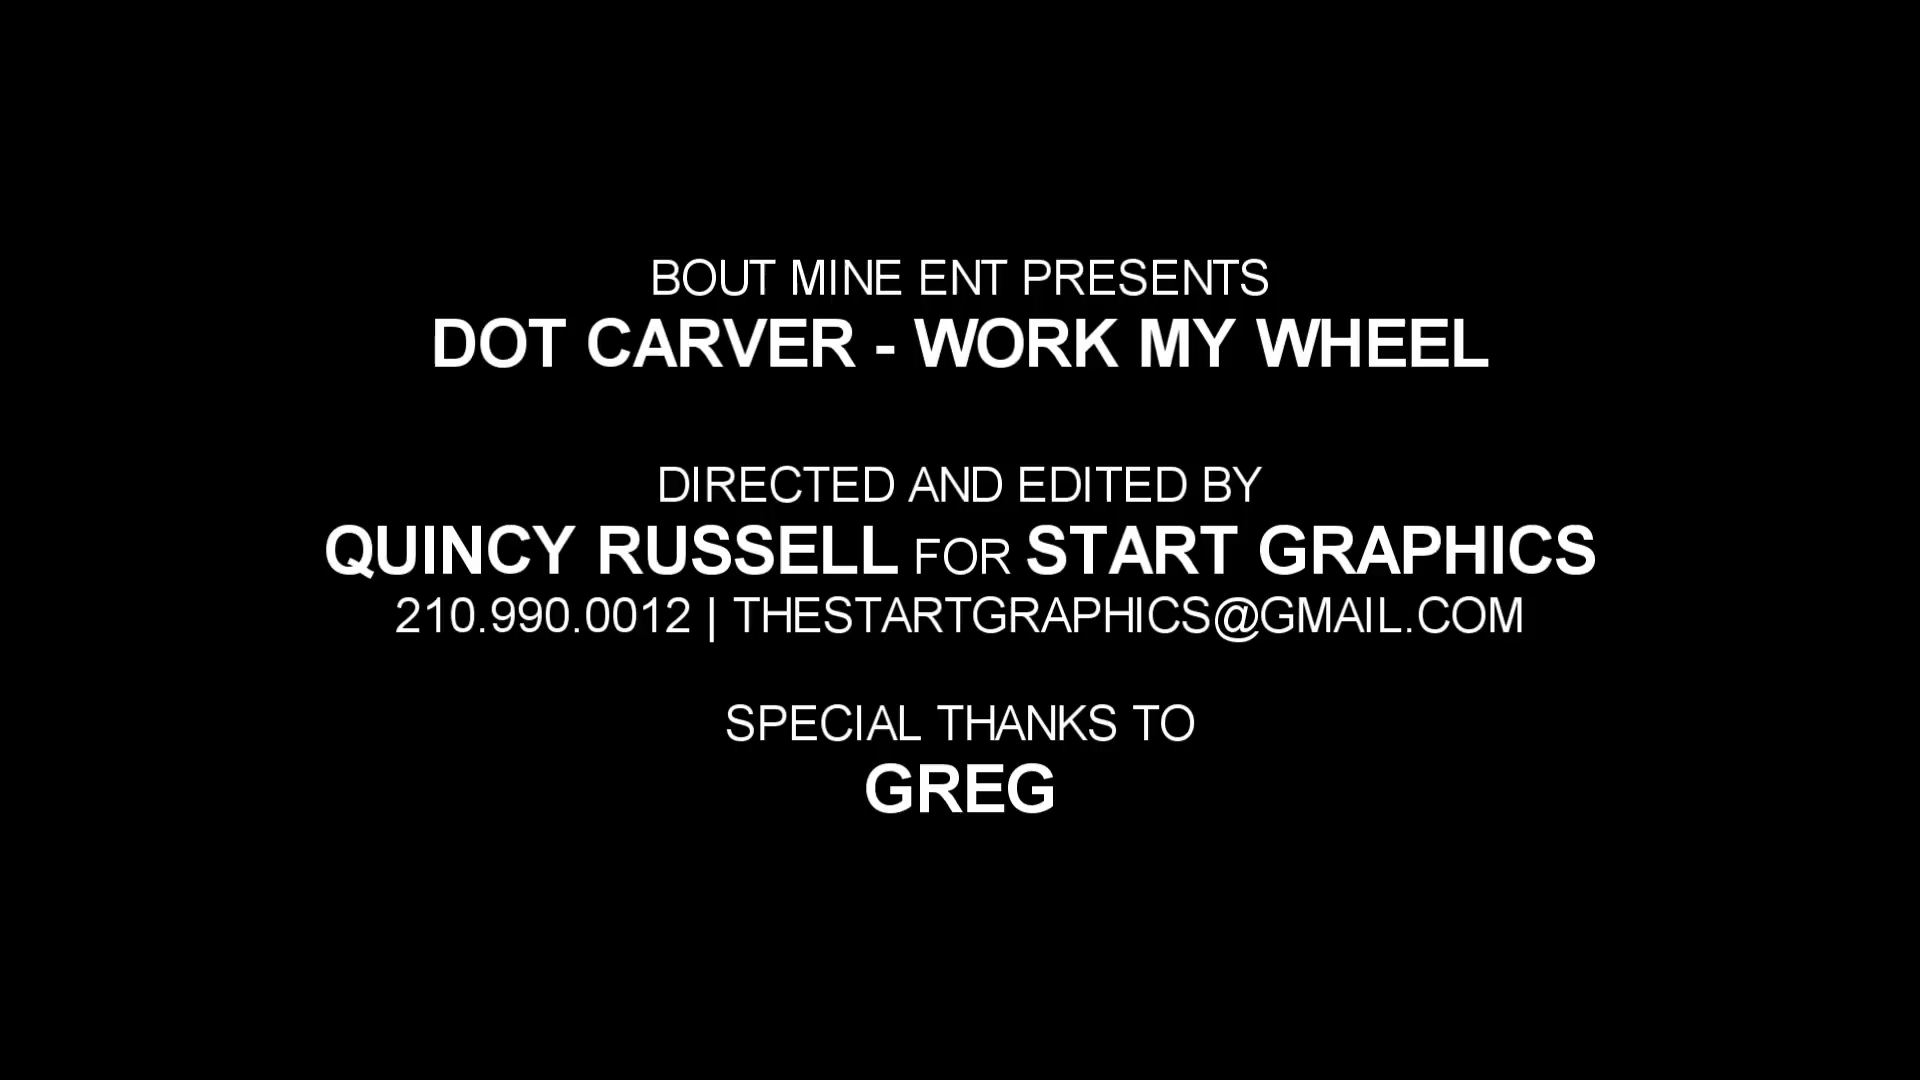 BOUT MINE ENT PRESENTS
DOT CARVER - WORK MY WHEEL
DIRECTED AND EDITED BY
QUINCY RUSSELL FOR START GRAPHICS
210.990.0012 | THESTARTGRAPHICS@GMAIL.COM
SPECIAL THANKS TO
GREG